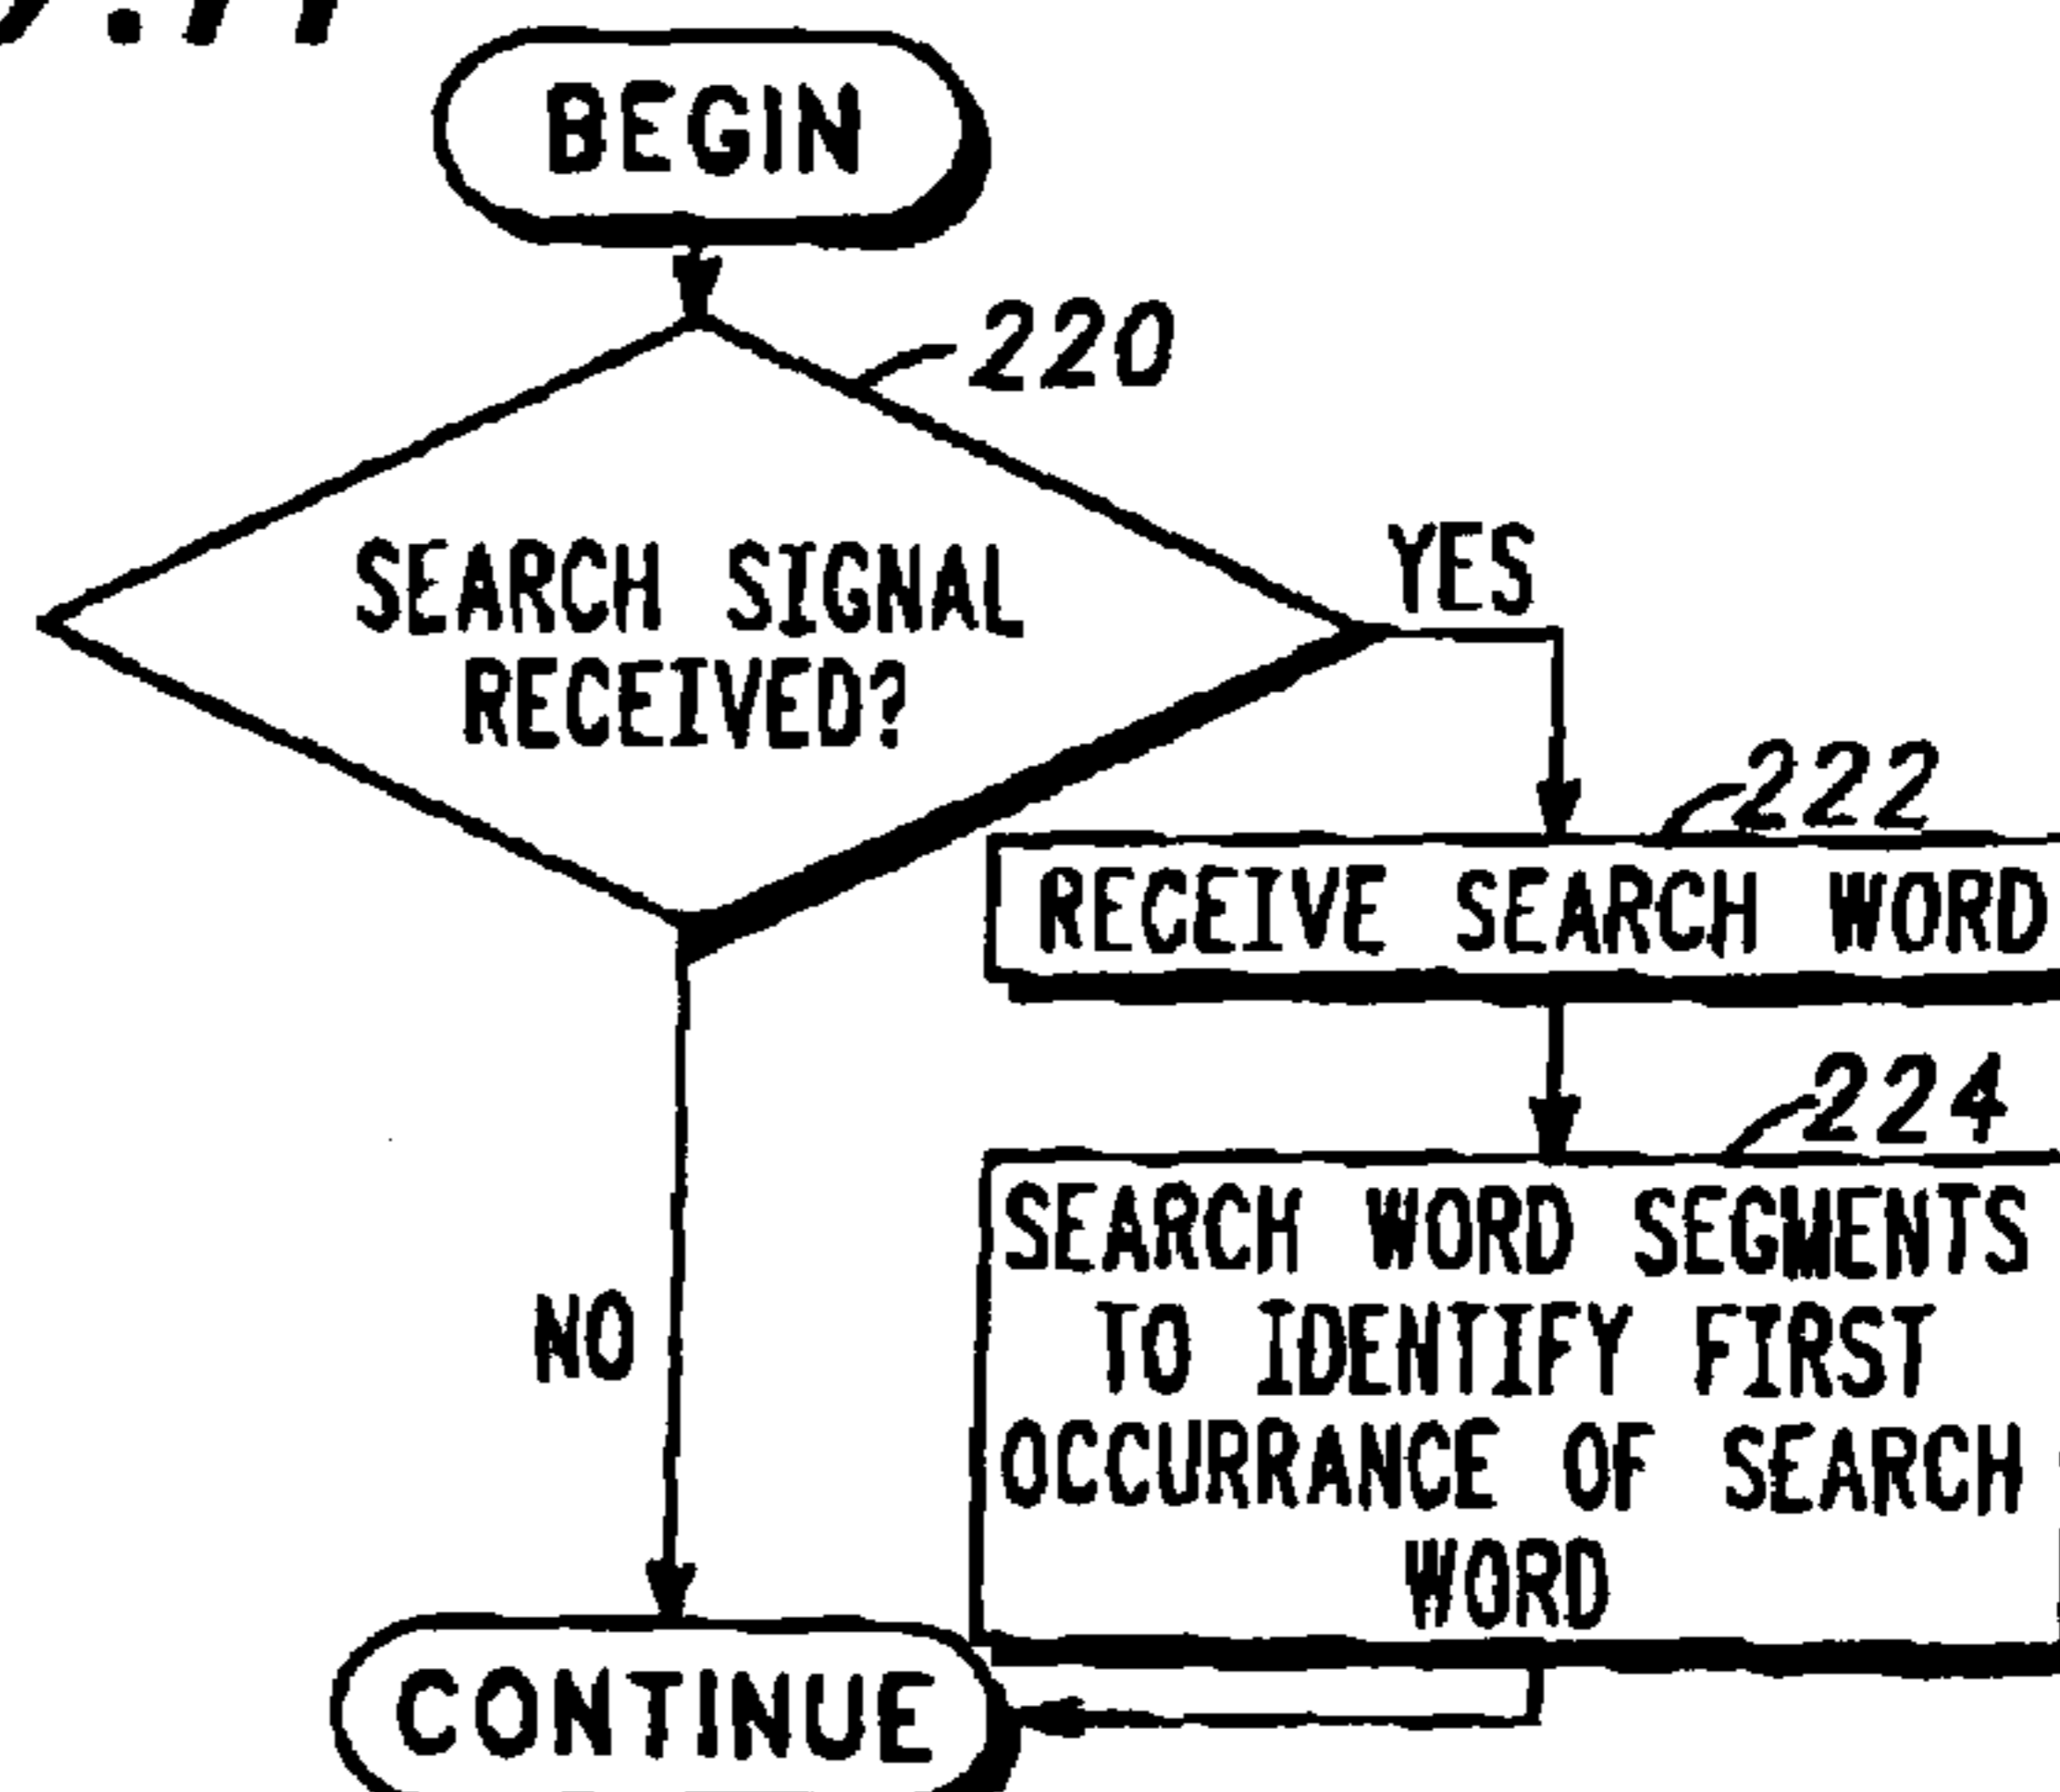 BEGIN
220
SEARCH SIGNAL
RECEIVED?
YES
222
RECEIVE SEARCH WORD
224
SEARCH WORD SEGMENTS
TO IDENTIFY FIRST
OCCURRANCE OF SEARCH
WORD
NO
CONTINUE